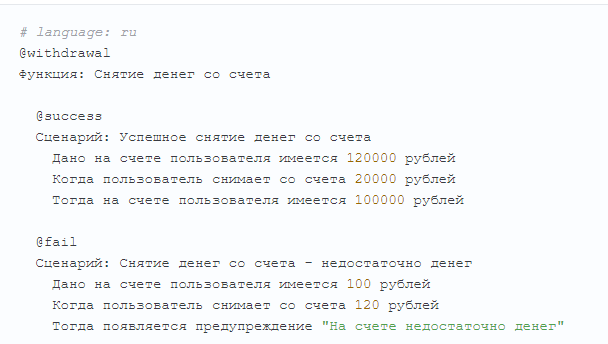 # language: ru
@withdrawal
Функция: Снятие денег со счета
@success
Сценарий: Успешное снятие денег со счета
Дано на счете пользователя имеется 120000 рублей
Когда пользователь снимает со счета 20000 рублей
Тогда на счете пользователя имеется 100000 рублей
@fail
Сценарий: Снятие денег со счета - недостаточно денег
Дано на счете пользователя имеется 100 рублей
Когда пользователь снимает со счета 120 рублей
Тогда появляется предупреждение "На счете недостаточно денег"